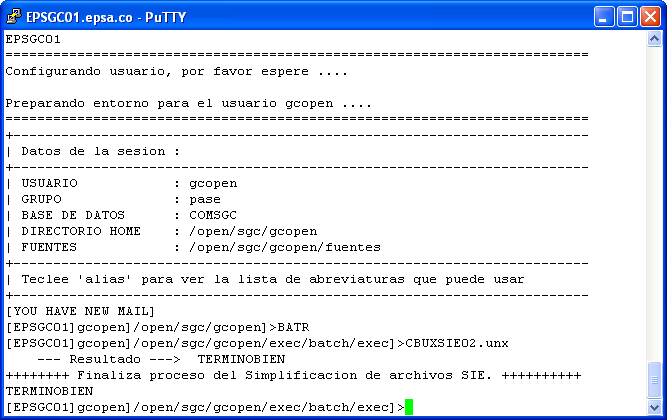 EPSGC01.epsa.co - PuTTY
EPSGC01
=============================================================================
Configurando usuario, por favor espere ....
Preparando entorno para el usuario gcopen ....
=============================================================================
+----------------------------------------------------------------------------
| Datos de la sesion :
+----------------------------------------------------------------------------
| USUARIO : gcopen
| GRUPO : pase
| BASE DE DATOS : COMSGC
| DIRECTORIO HOME : /open/sgc/gcopen
| FUENTES : /open/sgc/gcopen/fuentes
+----------------------------------------------------------------------------
| Teclee 'alias' para ver la lista de abreviaturas que puede usar
+----------------------------------------------------------------------------
[YOU HAVE NEW MAIL]
[EPSGC01]gcopen]/open/sgc/gcopen]>BATR
[EPSGC01]gcopen]/open/sgc/gcopen/exec/batch/exec]>CBUXSIE02.unx
--- Resultado ---> TERMINOBIEN
++++++++ Finaliza proceso del Simplificacion de archivos SIE. ++++++++++
TERMINOBIEN
[EPSGC01]gcopen]/open/sgc/gcopen/exec/batch/exec]>